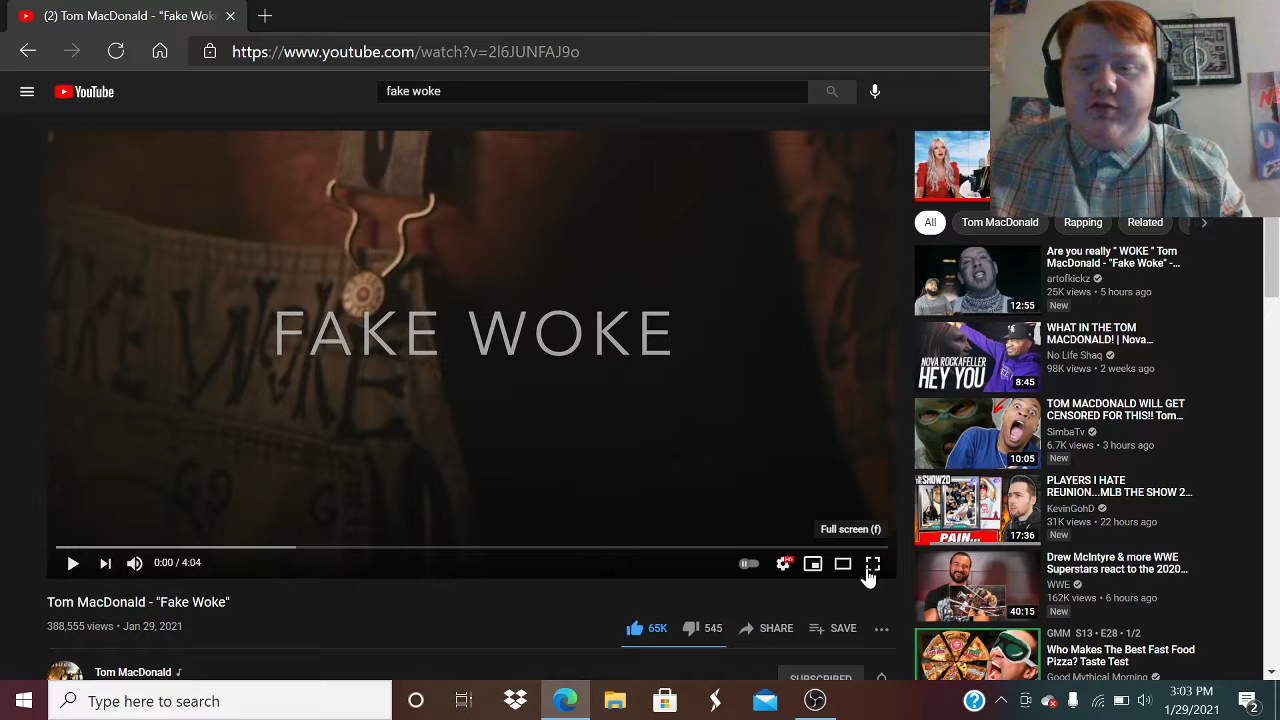 (2) Tom MacDonald - "Fake Wok
https://www.youtube.com/watch?v=2l6JUNFAJ9o
YouTube
fake woke
FAKE WOKE
Full screen (f)
0:00 / 4:04
HD
Tom MacDonald - "Fake Woke"
388,555 views • Jan 29, 2021
65K
545
SHARE
SAVE
Tom MacDonald
SUBSCRIBED
All
Tom MacDonald
Rapping
Related
12:55
Are you really " WOKE " Tom
MacDonald - "Fake Woke" -...
artofkickz
25K views • 5 hours ago
New
NOVA ROCKAFELLER
HEY YOU
8:45
WHAT IN THE TOM
MACDONALD! | Nova...
No Life Shaq
98K views • 2 weeks ago
10:05
TOM MACDONALD WILL GET
CENSORED FOR THIS!! Tom...
SimbaTv
6.7K views • 3 hours ago
New
THE SHOW20
PAIN...
17:36
PLAYERS I HATE
REUNION...MLB THE SHOW 2...
KevinGohD
31K views • 22 hours ago
New
40:15
Drew McIntyre & more WWE
Superstars react to the 2020...
WWE
162K views • 6 hours ago
New
GMM S13 • E28 • 1/2
Who Makes The Best Fast Food
Pizza? Taste Test
Good Mythical Morning
Type here to search
3:03 PM
1/29/2021
2